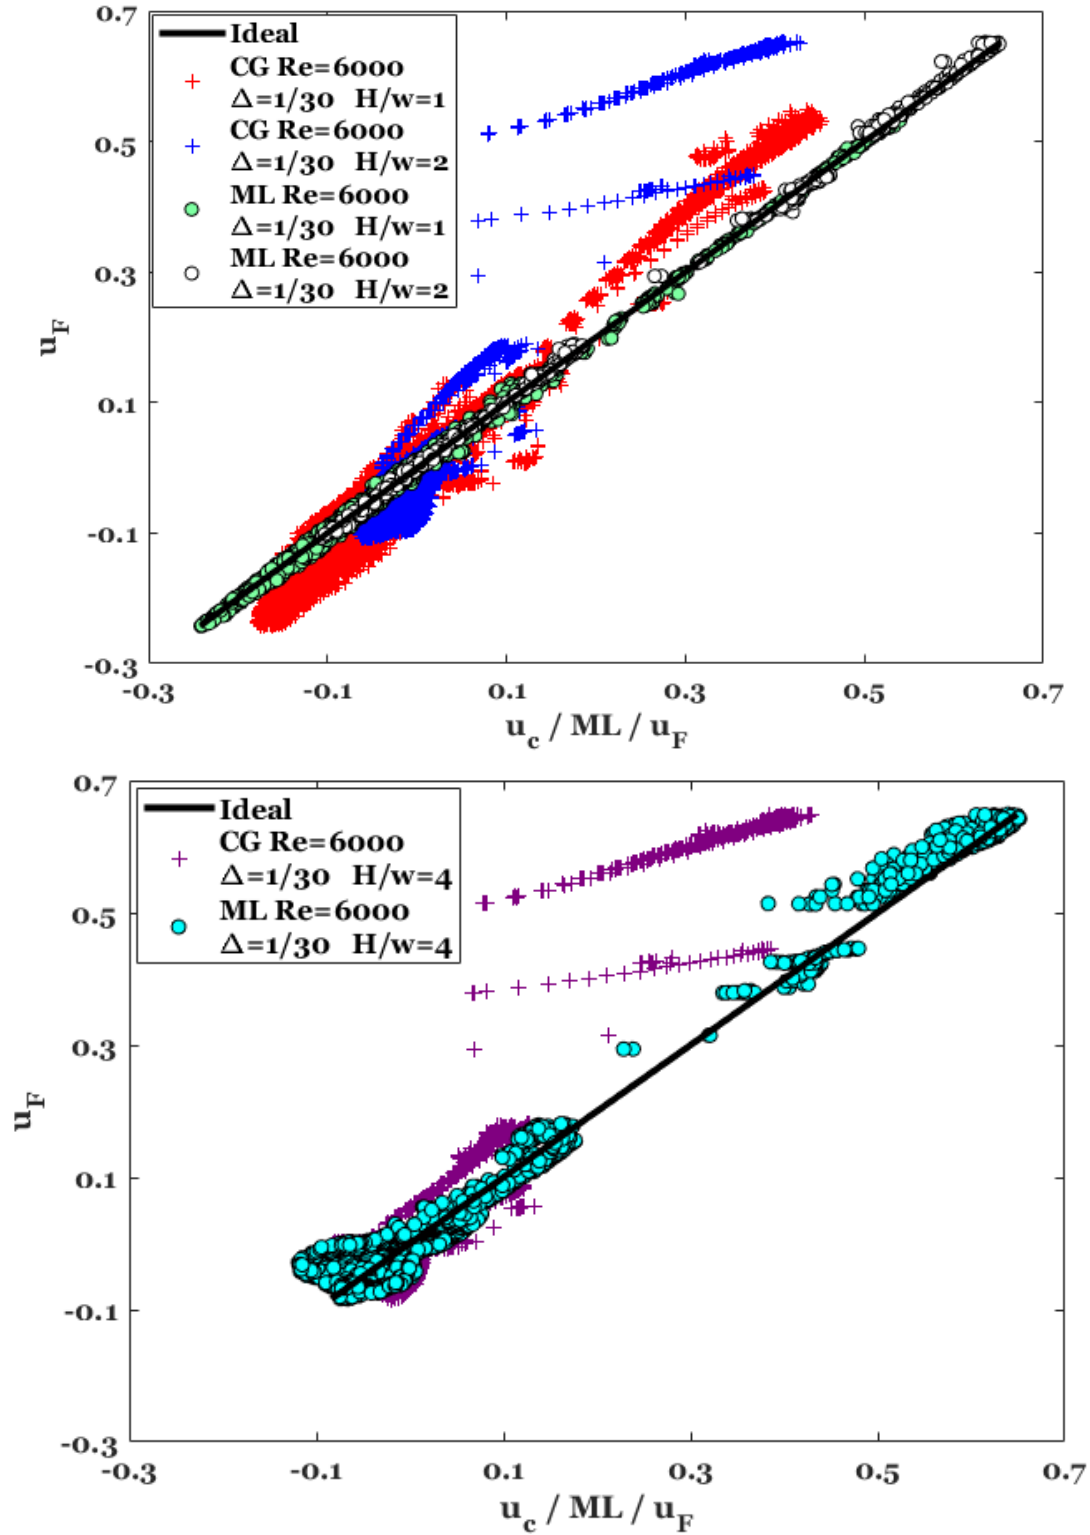 0.7
0.5
0.3
0.1
-0.1
-0.3
u_F
Ideal
CG Re=6000
Δ=1/30 H/w=1
CG Re=6000
Δ=1/30 H/w=2
ML Re=6000
Δ=1/30 H/w=1
ML Re=6000
Δ=1/30 H/w=2
-0.3 -0.1 0.1 0.3 0.5 0.7
u_c / ML / u_F
0.7
0.5
0.3
0.1
-0.1
-0.3
u_F
Ideal
CG Re=6000
Δ=1/30 H/w=4
ML Re=6000
Δ=1/30 H/w=4
-0.3 -0.1 0.1 0.3 0.5 0.7
u_c / ML / u_F